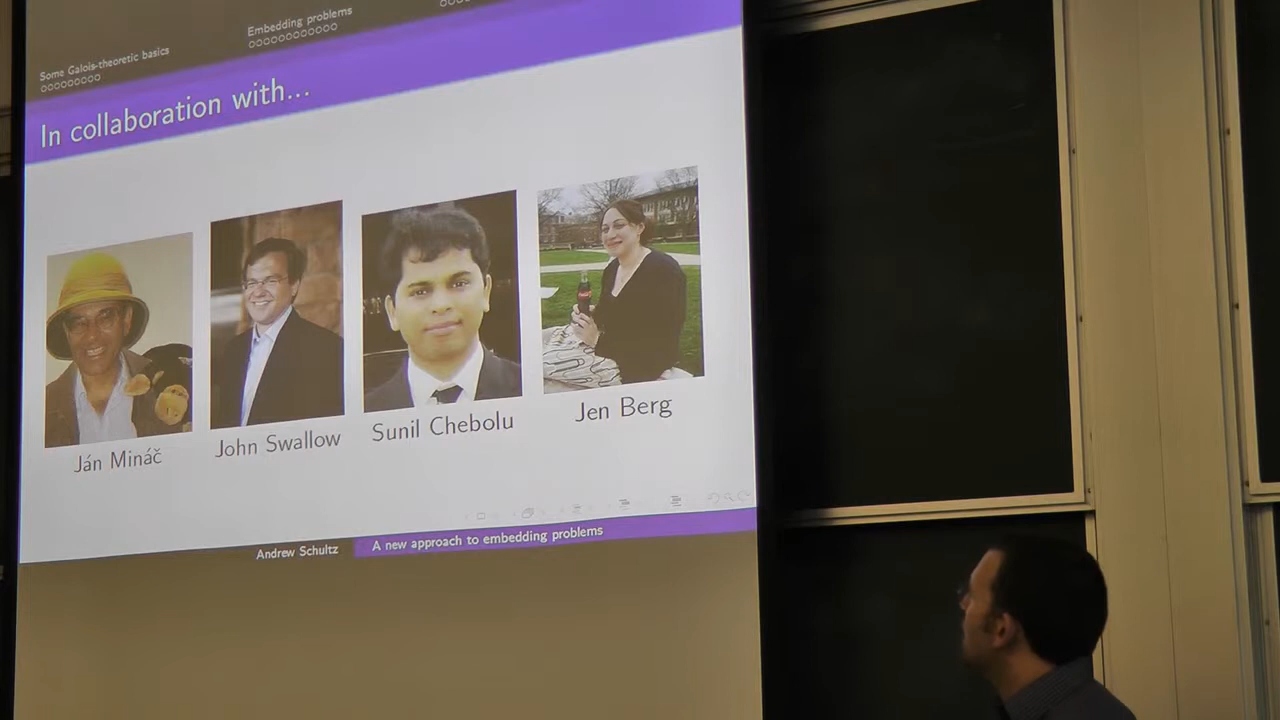 Some Galois-theoretic basics
Embedding problems
In collaboration with...
Ján Mináč
John Swallow
Sunil Chebolu
Jen Berg
Andrew Schultz
A new approach to embedding problems